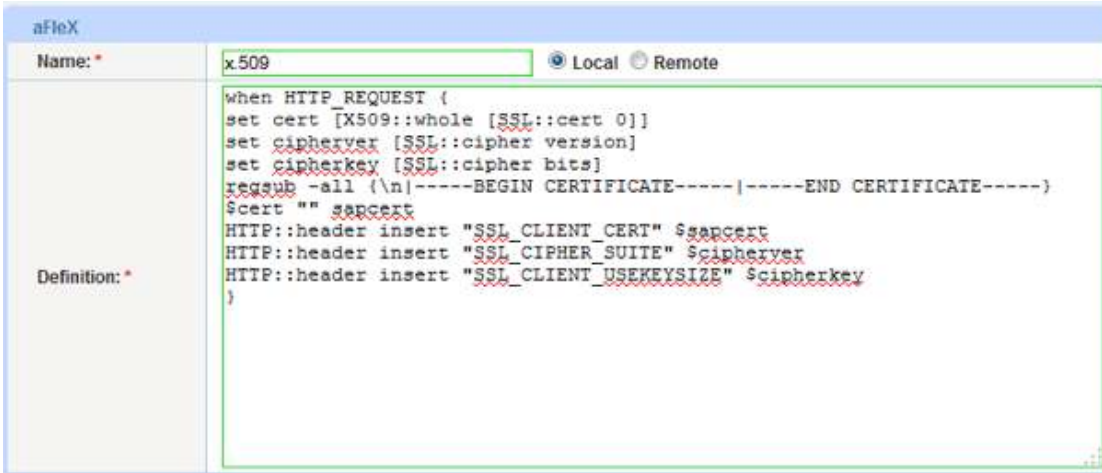 aFleX
Name: * x.509 Local Remote
Definition: *
when HTTP_REQUEST {
set cert [X509::whole [SSL::cert 0]]
set cipherver [SSL::cipher version]
set cipherkey [SSL::cipher bits]
regsub -all {\n|-----BEGIN CERTIFICATE-----|-----END CERTIFICATE-----}
$cert "" sapcert
HTTP::header insert "SSL_CLIENT_CERT" $sapcert
HTTP::header insert "SSL_CIPHER_SUITE" $cipherver
HTTP::header insert "SSL_CLIENT_USEKEYSIZE" $cipherkey
}